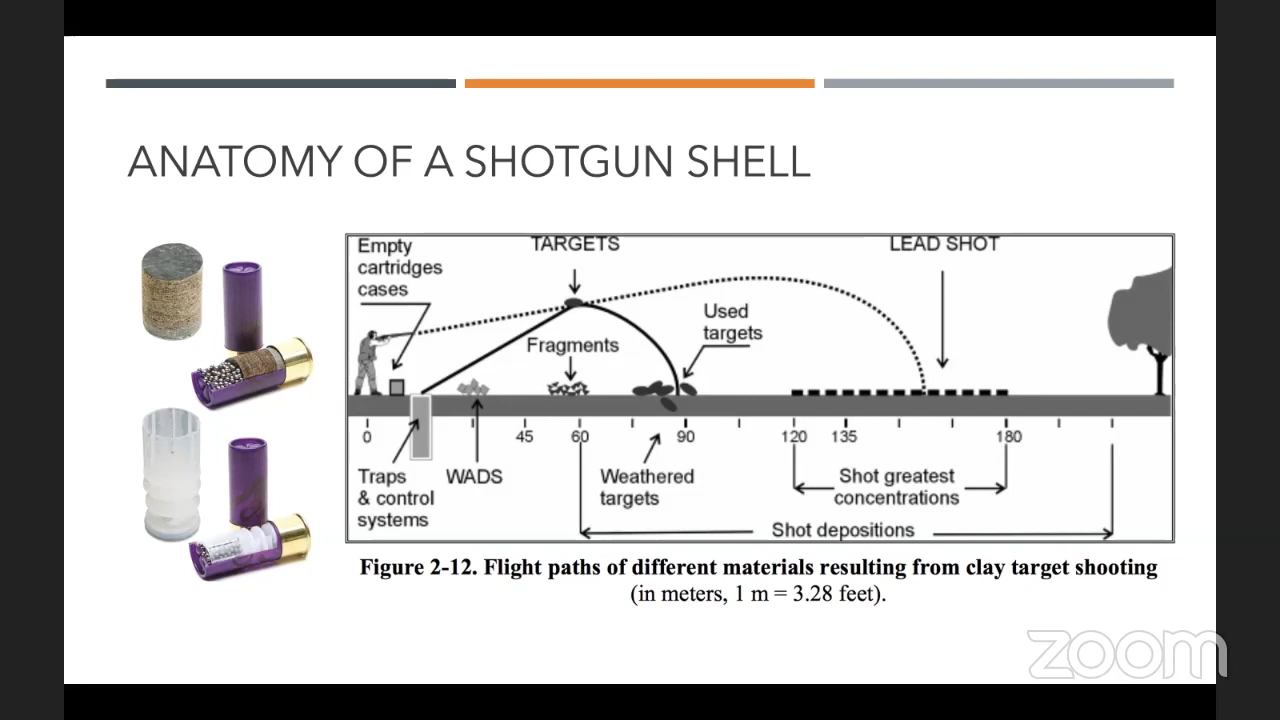 ANATOMY OF A SHOTGUN SHELL
Empty
cartridges
cases
TARGETS
LEAD SHOT
Used
targets
Fragments
0
45
60
90
120
135
180
Traps
& control
systems
WADS
Weathered
targets
Shot greatest
concentrations
Shot depositions
Figure 2-12. Flight paths of different materials resulting from clay target shooting
(in meters, 1 m = 3.28 feet).
zoom